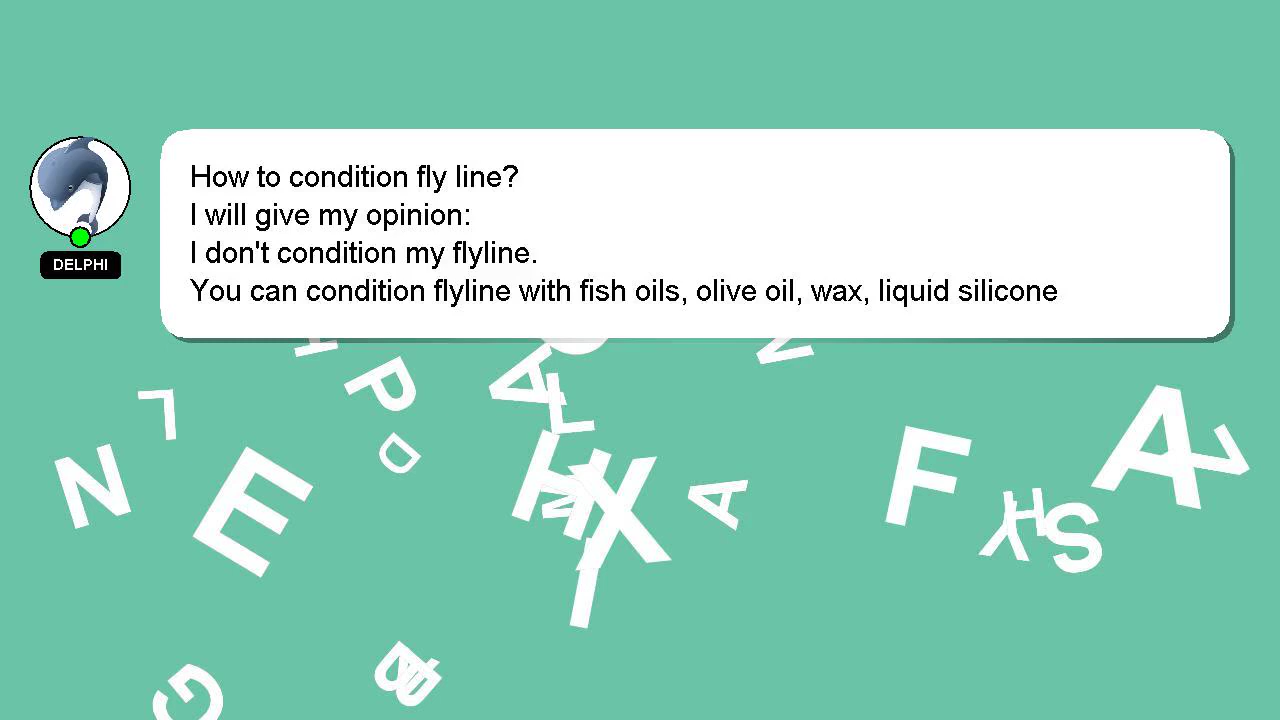 How to condition fly line?
I will give my opinion:
I don't condition my flyline.
You can condition flyline with fish oils, olive oil, wax, liquid silicone
DELPHI
L
N
E
P
D
A
H
X
A
I
F
A
H
S
G
B